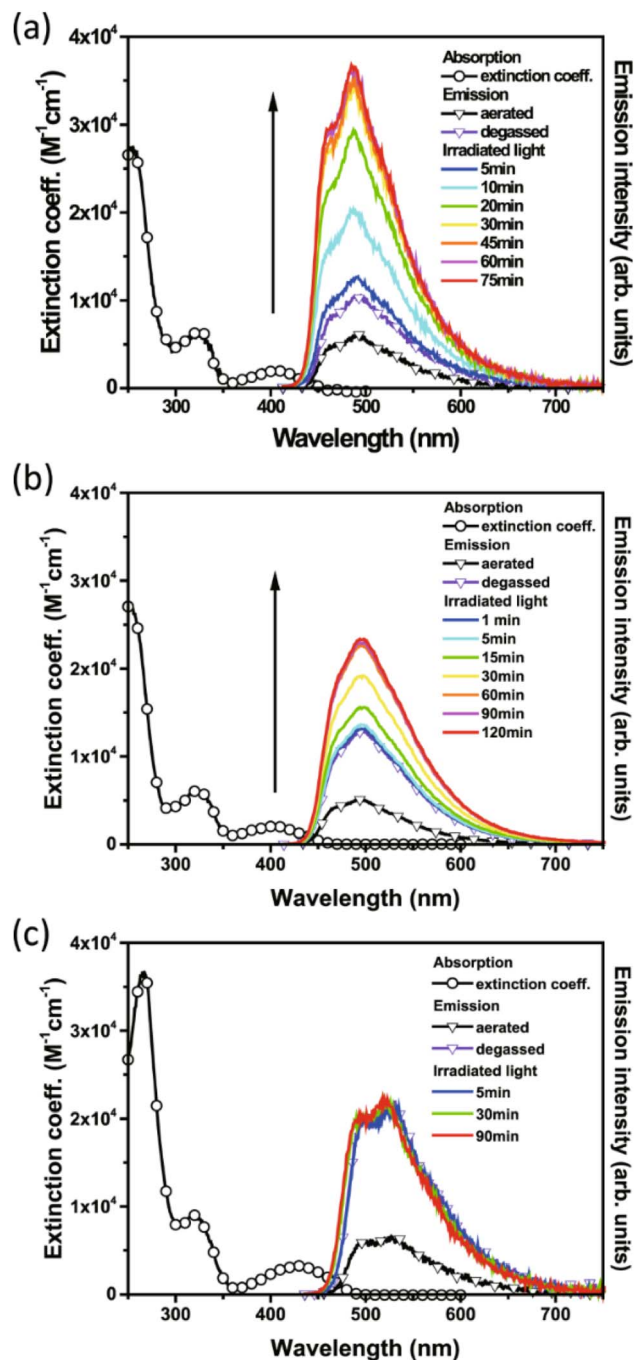 (a)
4x10⁴
3x10⁴
2x10⁴
1x10⁴
0
Extinction coeff. (M⁻¹cm⁻¹)
Emission intensity (arb. units)
Absorption
extinction coeff.
Emission
aerated
degassed
Irradiated light
5min
10min
20min
30min
45min
60min
75min
300 400 500 600 700
Wavelength (nm)
(b)
4x10⁴
3x10⁴
2x10⁴
1x10⁴
0
Extinction coeff. (M⁻¹cm⁻¹)
Emission intensity (arb. units)
Absorption
extinction coeff.
Emission
aerated
degassed
Irradiated light
1 min
5min
15min
30min
60min
90min
120min
300 400 500 600 700
Wavelength (nm)
(c)
4x10⁴
3x10⁴
2x10⁴
1x10⁴
0
Extinction coeff. (M⁻¹cm⁻¹)
Emission intensity (arb. units)
Absorption
extinction coeff.
Emission
aerated
degassed
Irradiated light
5min
30min
90min
300 400 500 600 700
Wavelength (nm)